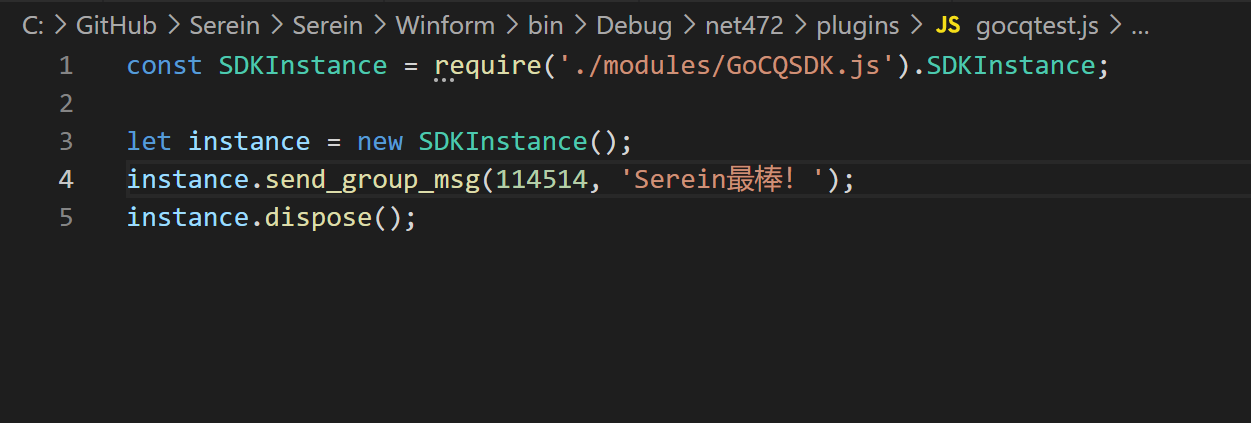 C: > GitHub > Serein > Serein > Winform > bin > Debug > net472 > plugins > JS gocqtest.js > ...
1 const SDKInstance = require('./modules/GoCQSDK.js').SDKInstance;
2
3 let instance = new SDKInstance();
4 instance.send_group_msg(114514, 'Serein最棒！');
5 instance.dispose();